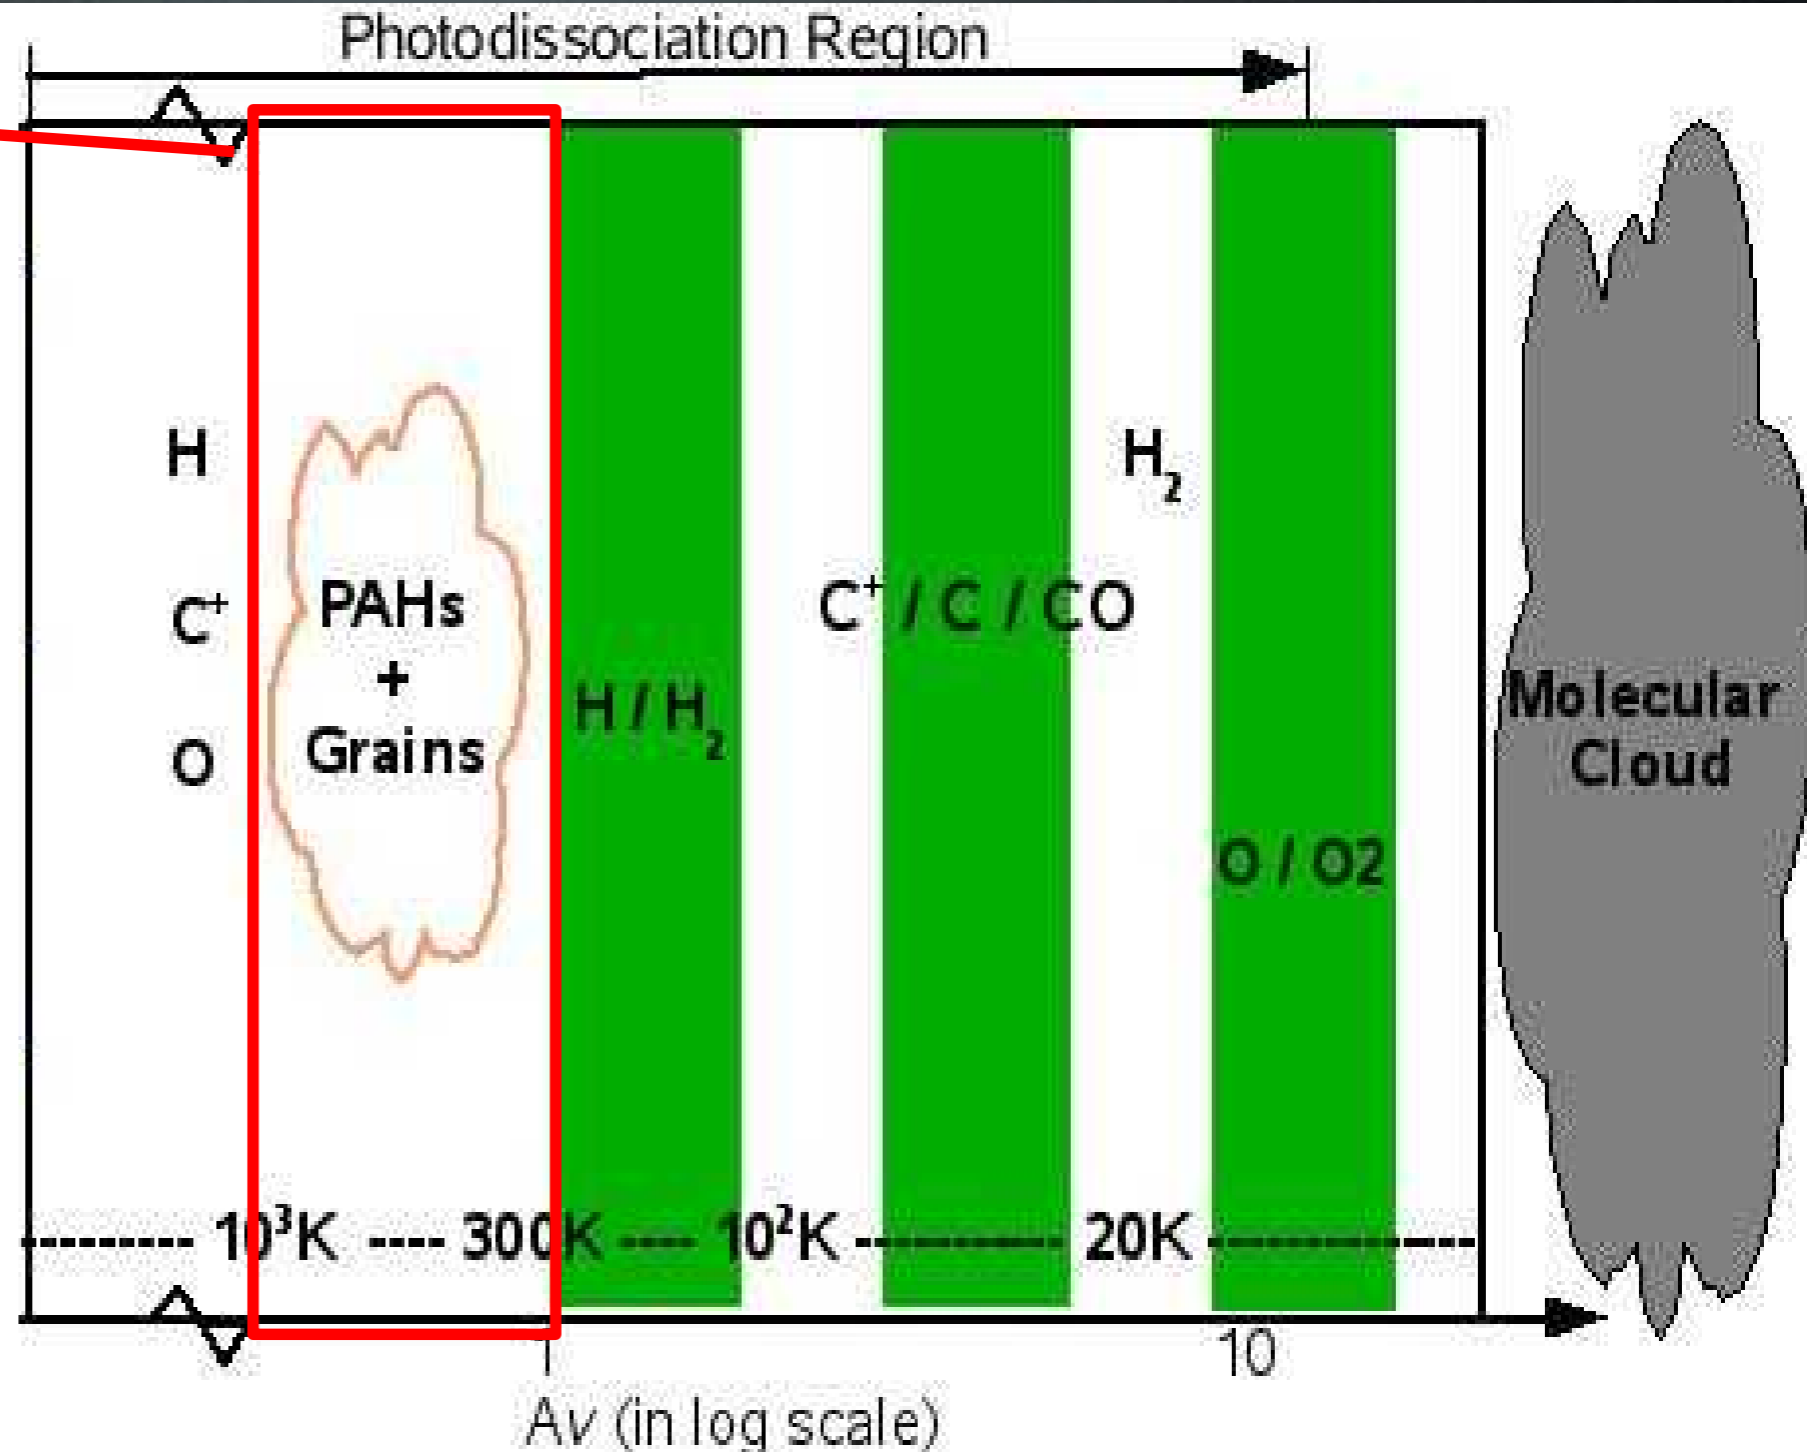 Photodissociation Region
H
C⁺
O
PAHs
+
Grains
H / H₂
C⁺ / C / CO
H₂
O / O2
Molecular
Cloud
10³K ---- 300K ---- 10²K -------- 20K --------
10
Av (in log scale)